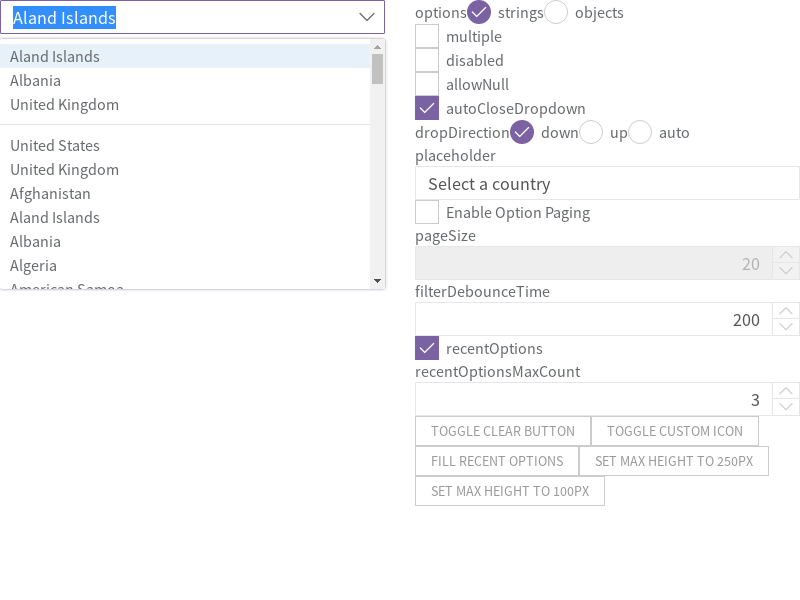 Aland Islands
Aland Islands
Albania
United Kingdom
United States
United Kingdom
Afghanistan
Aland Islands
Albania
Algeria
American Samoa
options strings objects
multiple
disabled
allowNull
autoCloseDropdown
dropDirection down up auto
placeholder
Select a country
Enable Option Paging
pageSize
20
filterDebounceTime
200
recentOptions
recentOptionsMaxCount
3
TOGGLE CLEAR BUTTON TOGGLE CUSTOM ICON
FILL RECENT OPTIONS SET MAX HEIGHT TO 250PX
SET MAX HEIGHT TO 100PX